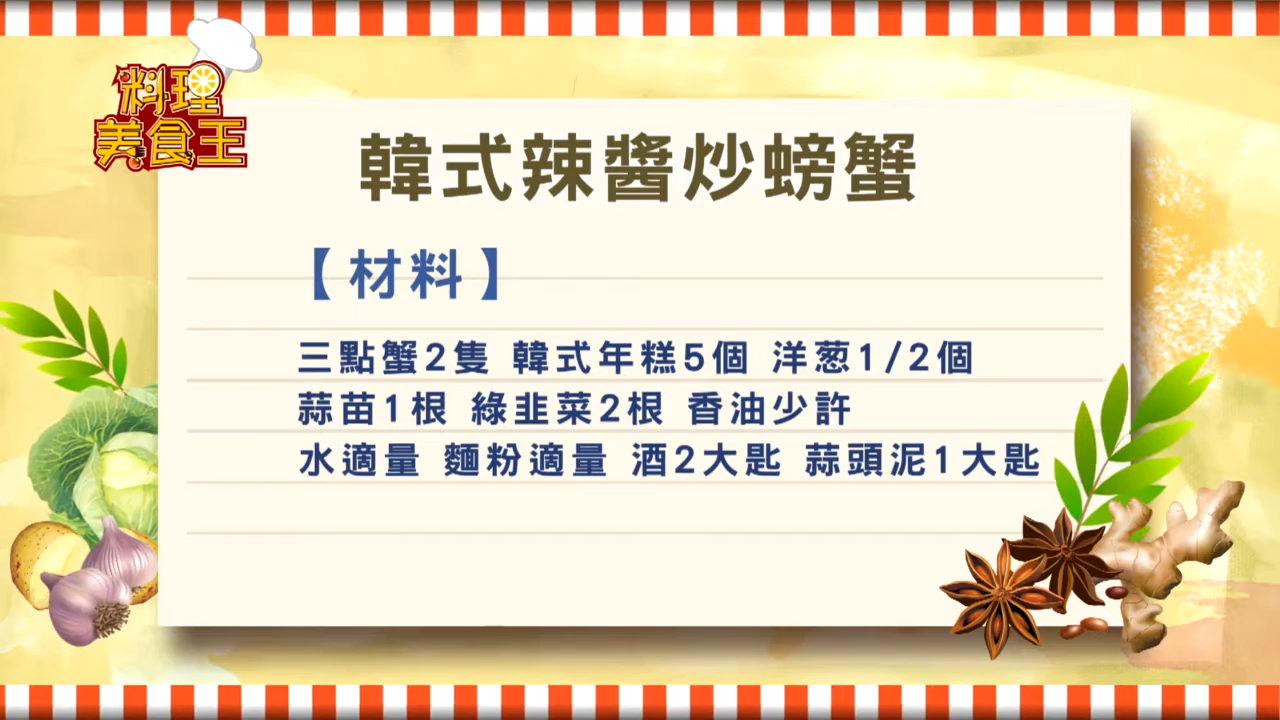 料理
美食王
韓式辣醬炒螃蟹
【材料】
三點蟹2隻 韓式年糕5個 洋葱1/2個
蒜苗1根 綠韭菜2根 香油少許
水適量 麵粉適量 酒2大匙 蒜頭泥1大匙